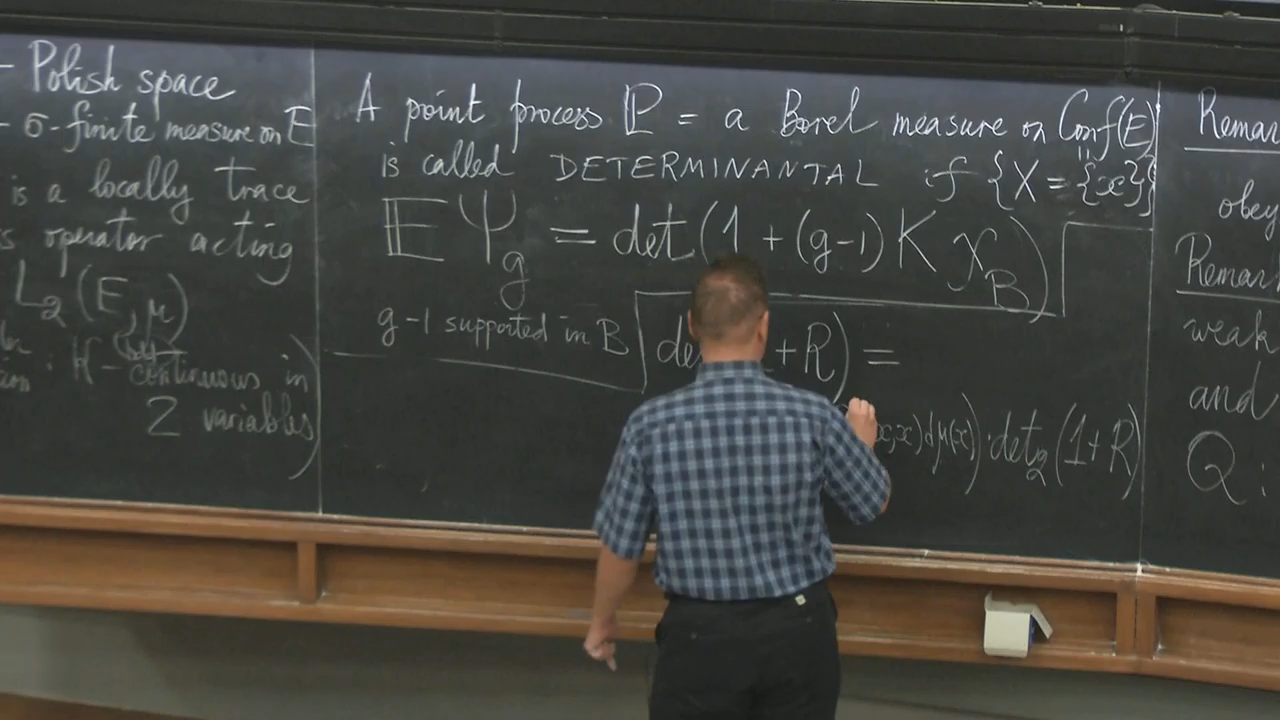 - Polish space
- σ-finite measure on E
is a locally trace
operator acting
L₂(E, μ)
: K - continuous in
2 variables)
A point process ℙ = a Borel measure on Conf(E)
is called DETERMINANTAL if {X = {x}}
𝔼Ψ_g = det(1 + (g-1)Kχ_B)
g-1 supported in B
+ R) =
x,x)dμ(x))·det₂(1+R)
Remar
obey
Remar
weak
and
Q :